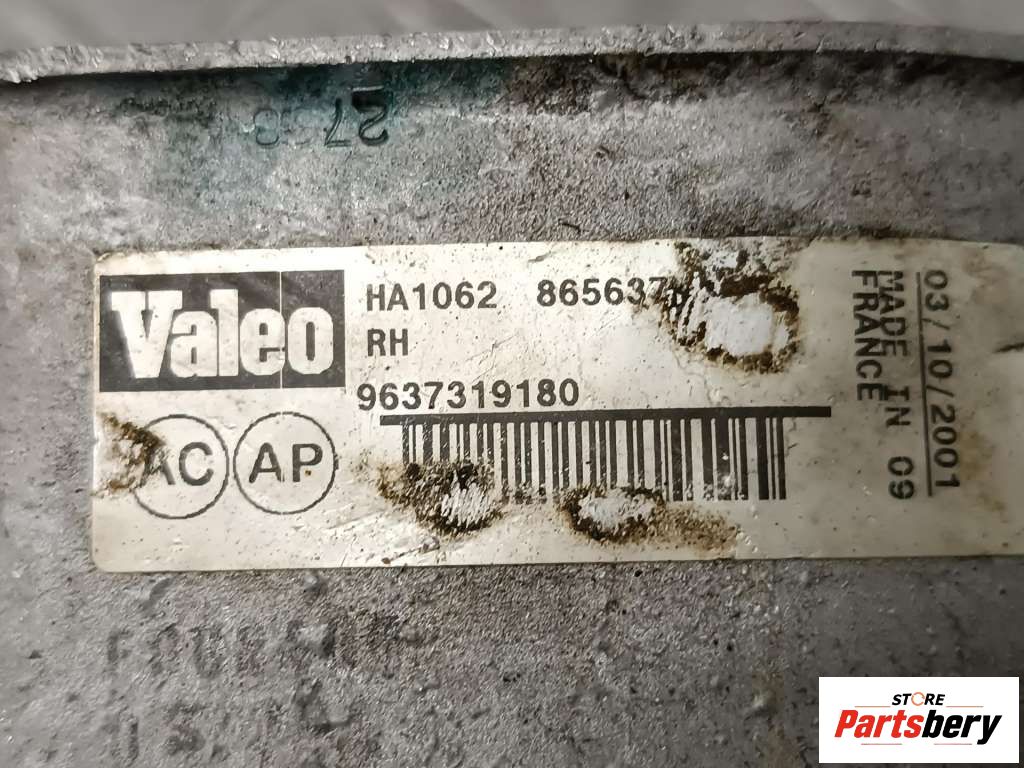 Valeo
HA1062 865637
RH
9637319180
AC AP
03/10/2001
MADE IN 09
FRANCE
STORE
Partsbery